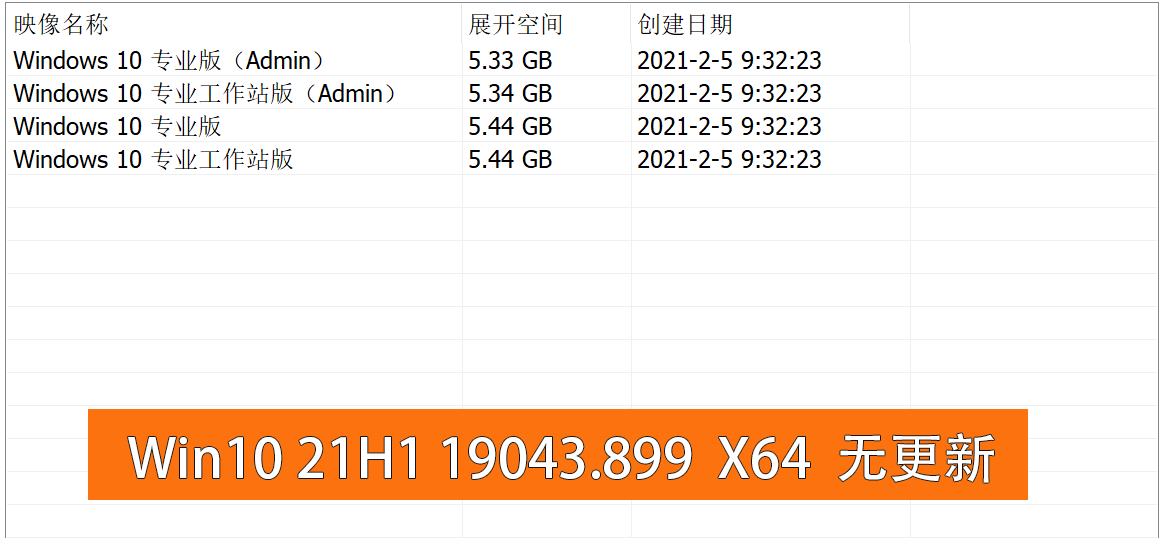 映像名称 展开空间 创建日期
Windows 10 专业版（Admin） 5.33 GB 2021-2-5 9:32:23
Windows 10 专业工作站版（Admin） 5.34 GB 2021-2-5 9:32:23
Windows 10 专业版 5.44 GB 2021-2-5 9:32:23
Windows 10 专业工作站版 5.44 GB 2021-2-5 9:32:23
Win10 21H1 19043.899 X64 无更新